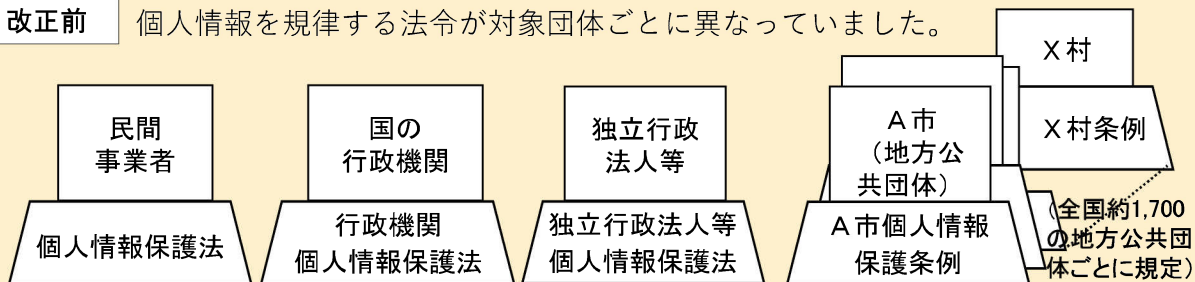 改正前
個人情報を規律する法令が対象団体ごとに異なっていました。
民間
事業者
個人情報保護法
国の
行政機関
行政機関
個人情報保護法
独立行政
法人等
独立行政法人等
個人情報保護法
A市
(地方公
共団体)
A市個人情報
保護条例
X村
X村条例
(全国約1,700
の地方公共団
体ごとに規定)